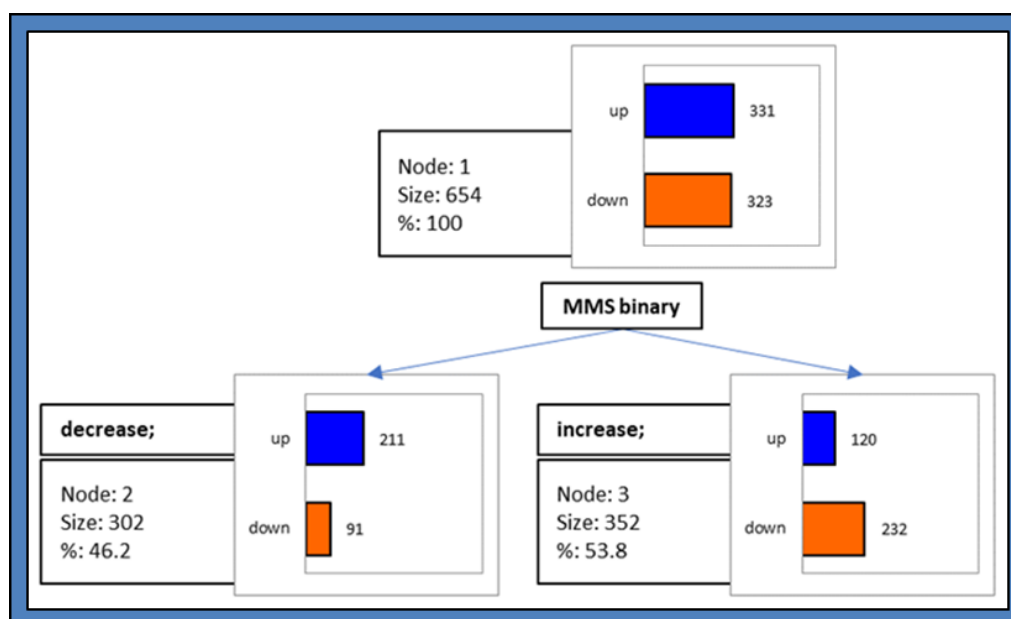 up 331
Node: 1
Size: 654
%: 100
down 323
MMS binary
decrease;
up 211
Node: 2
Size: 302
%: 46.2
down 91
increase;
up 120
Node: 3
Size: 352
%: 53.8
down 232